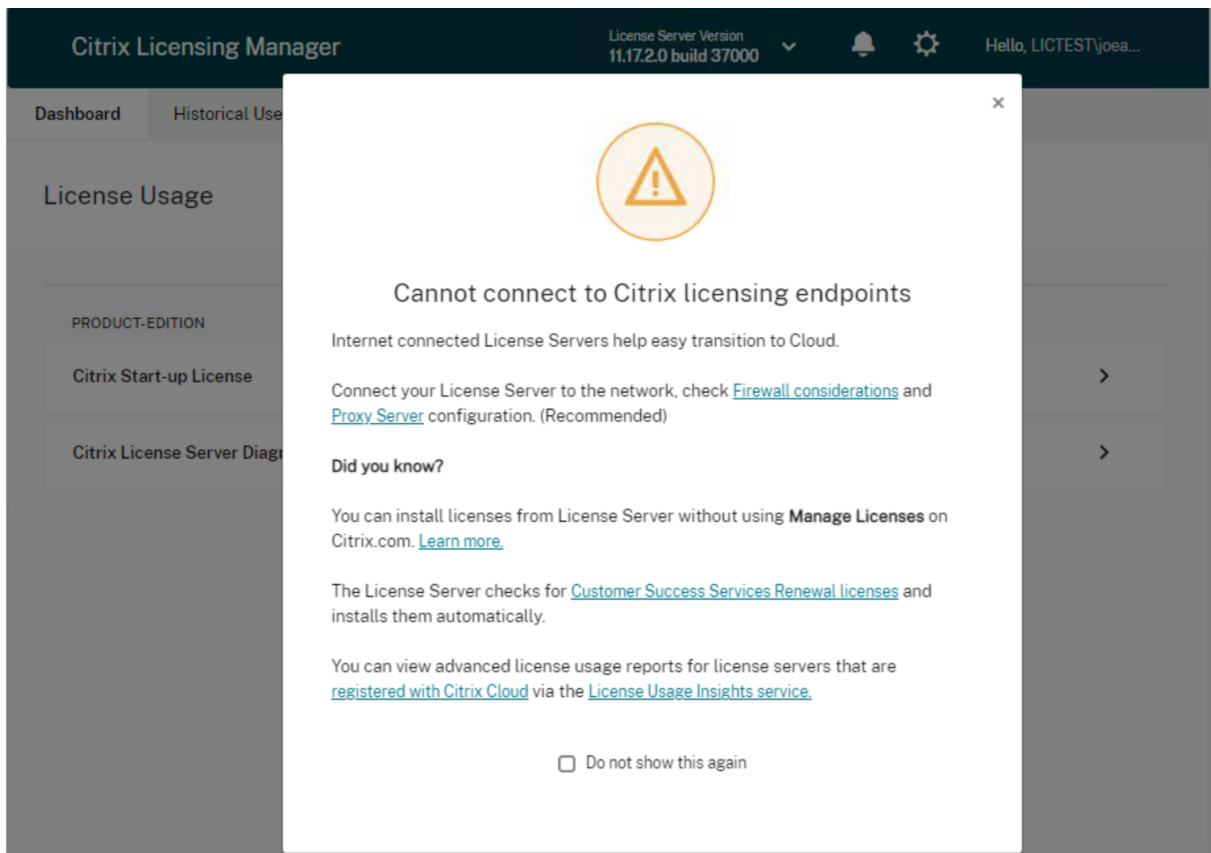 Citrix Licensing Manager
License Server Version
11.17.2.0 build 37000
Hello, LICTEST\joea...
Dashboard
Historical Use
License Usage
PRODUCT-EDITION
Citrix Start-up License
Citrix License Server Diagr
×
Cannot connect to Citrix licensing endpoints
Internet connected License Servers help easy transition to Cloud.
Connect your License Server to the network, check Firewall considerations and
Proxy Server configuration. (Recommended)
Did you know?
You can install licenses from License Server without using Manage Licenses on
Citrix.com. Learn more.
The License Server checks for Customer Success Services Renewal licenses and
installs them automatically.
You can view advanced license usage reports for license servers that are
registered with Citrix Cloud via the License Usage Insights service.
Do not show this again